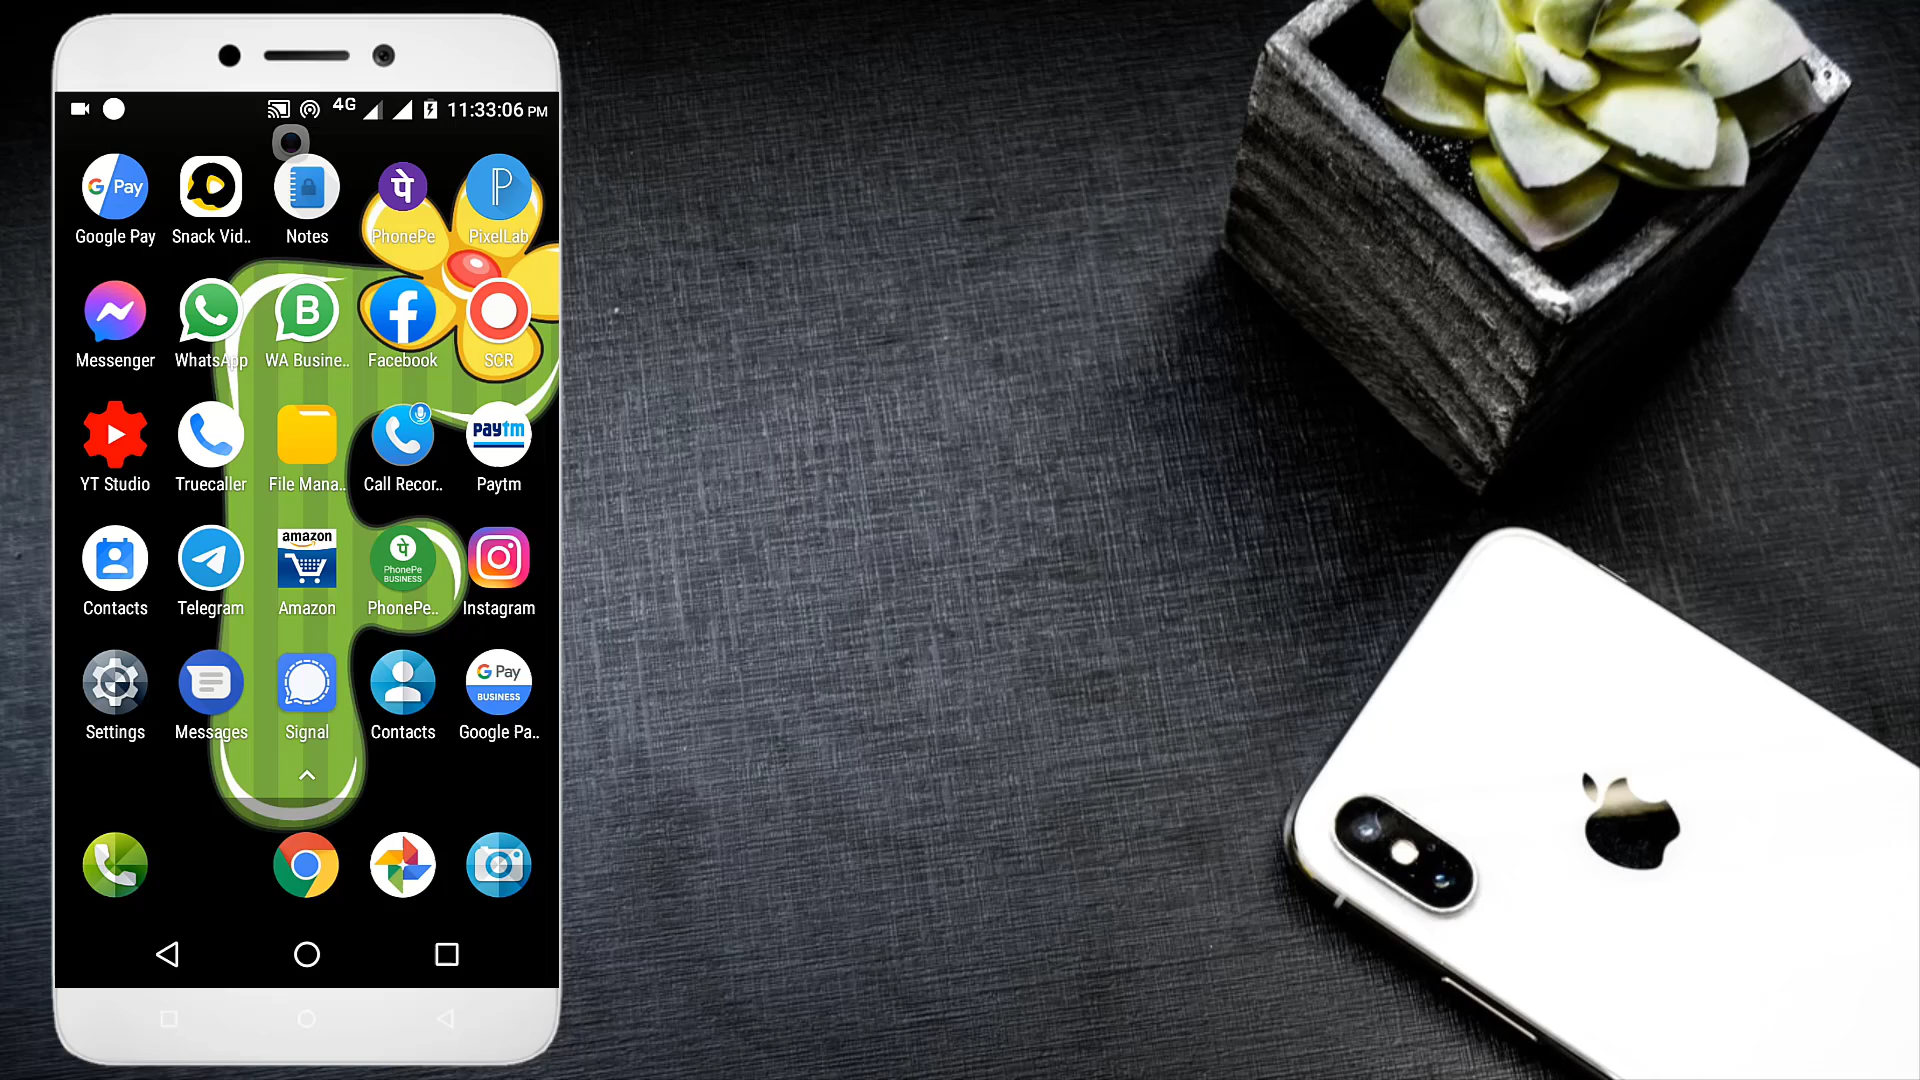 4G 11:33:06 PM
G Pay पे P
Google Pay Snack Vid.. Notes PhonePe PixelLab
B f
Messenger WhatsApp WA Busine.. Facebook SCR
paytm
YT Studio Truecaller File Mana.. Call Recor.. Paytm
amazon पे PhonePe BUSINESS
Contacts Telegram Amazon PhonePe.. Instagram
G Pay BUSINESS
Settings Messages Signal Contacts Google Pa..